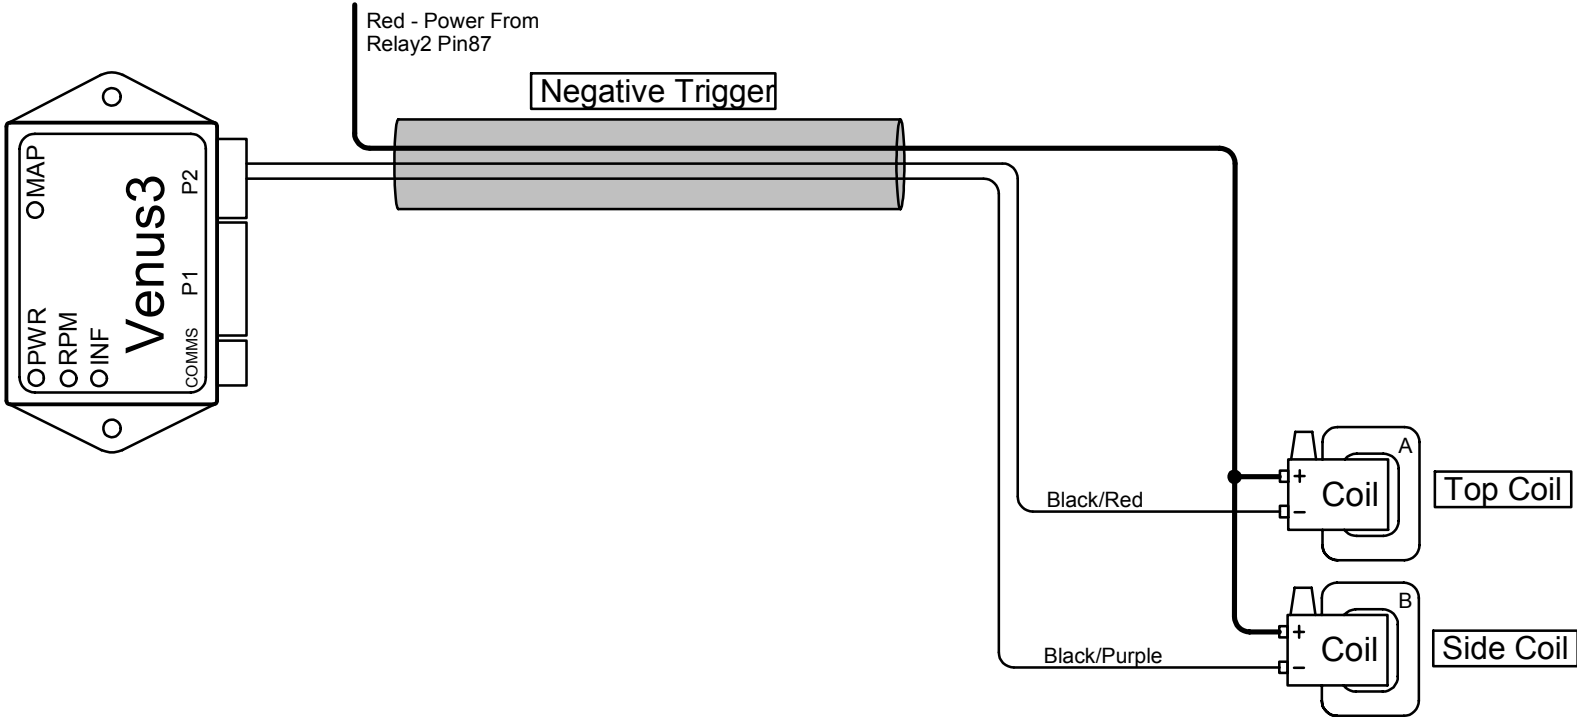 Red - Power From
Relay2 Pin87
Negative Trigger
MAP
PWR
RPM
INF
Venus3
P2
P1
COMMS
A
+
Coil
-
Black/Red
Top Coil
B
+
Coil
-
Black/Purple
Side Coil